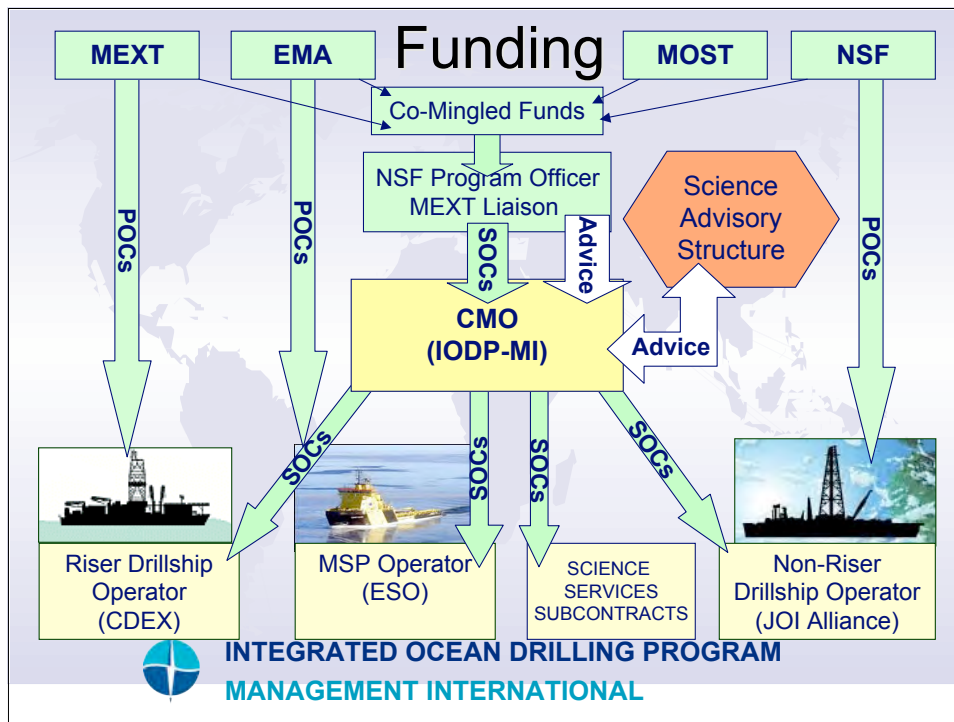 Funding
MEXT
EMA
MOST
NSF
Co-Mingled Funds
NSF Program Officer
MEXT Liaison
Science
Advisory
Structure
POCs
POCs
SOCs
Advice
POCs
CMO
(IODP-MI)
Advice
SOCs
SOCs
SOCs
SOCs
Riser Drillship
Operator
(CDEX)
MSP Operator
(ESO)
SCIENCE
SERVICES
SUBCONTRACTS
Non-Riser
Drillship Operator
(JOI Alliance)
INTEGRATED OCEAN DRILLING PROGRAM
MANAGEMENT INTERNATIONAL